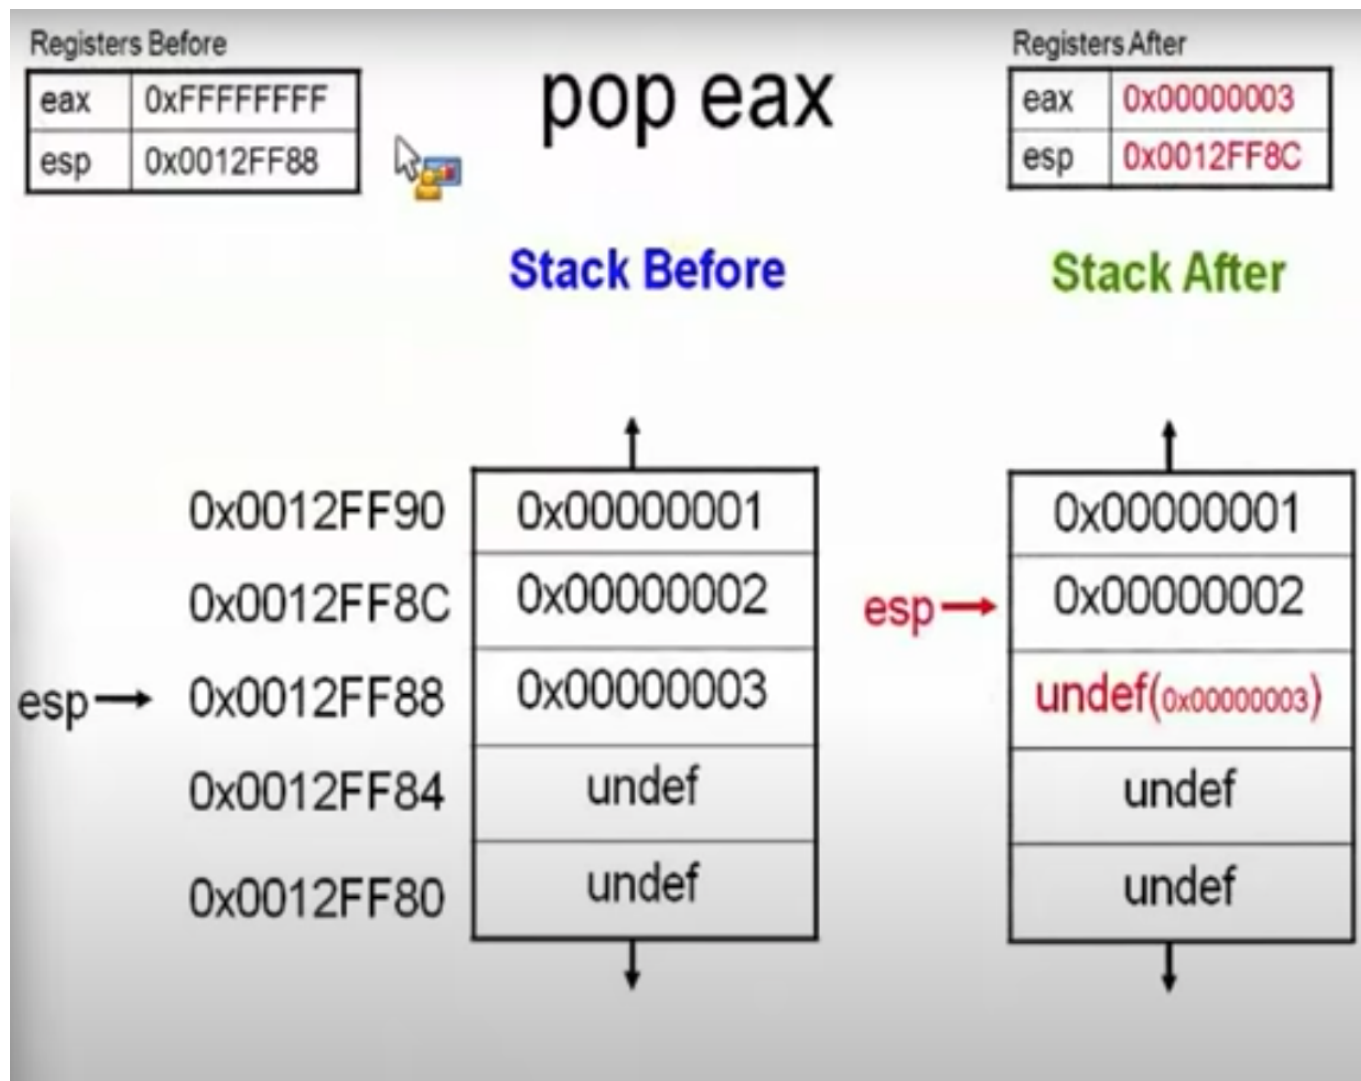 Registers Before
eax 0xFFFFFFFF
esp 0x0012FF88
pop eax
Registers After
eax 0x00000003
esp 0x0012FF8C
Stack Before
Stack After
0x0012FF90 0x00000001 0x00000001
0x0012FF8C 0x00000002 esp 0x00000002
esp 0x0012FF88 0x00000003 undef(0x00000003)
0x0012FF84 undef undef
0x0012FF80 undef undef